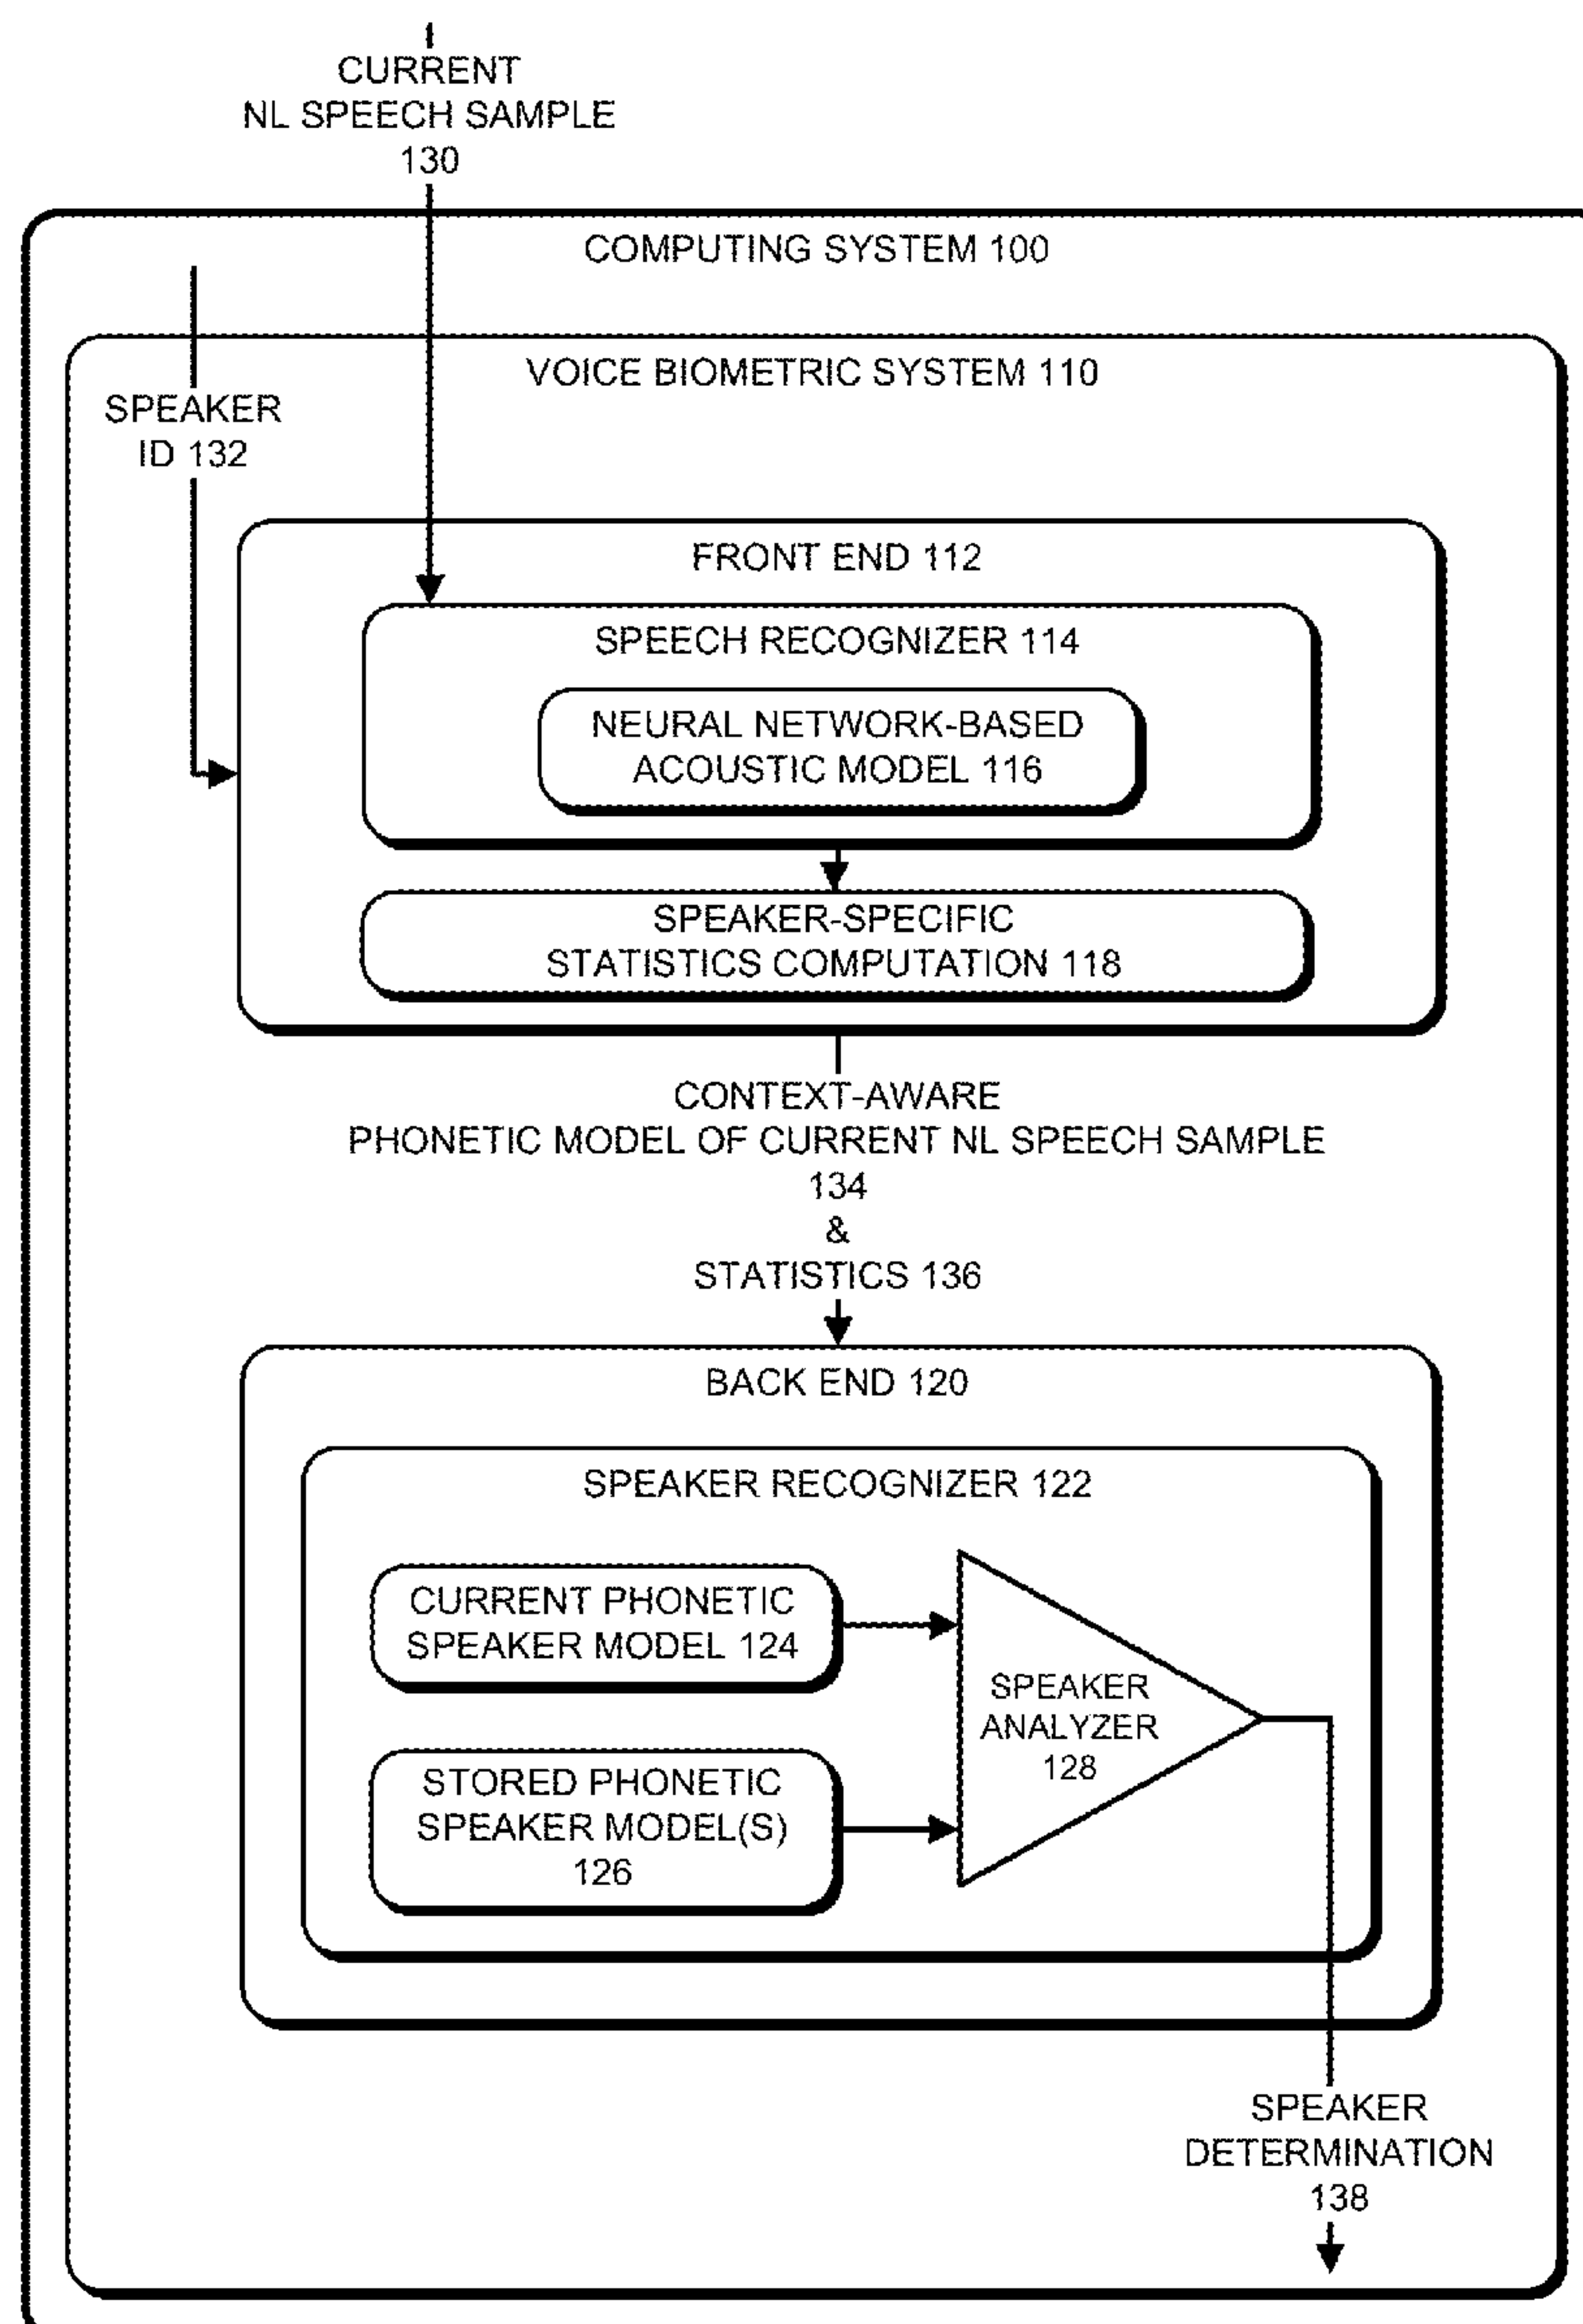 CURRENT
NL SPEECH SAMPLE
130
COMPUTING SYSTEM 100
VOICE BIOMETRIC SYSTEM 110
SPEAKER
ID 132
FRONT END 112
SPEECH RECOGNIZER 114
NEURAL NETWORK-BASED
ACOUSTIC MODEL 116
SPEAKER-SPECIFIC
STATISTICS COMPUTATION 118
CONTEXT-AWARE
PHONETIC MODEL OF CURRENT NL SPEECH SAMPLE
134
&
STATISTICS 136
BACK END 120
SPEAKER RECOGNIZER 122
CURRENT PHONETIC
SPEAKER MODEL 124
SPEAKER
ANALYZER
128
STORED PHONETIC
SPEAKER MODEL(S)
126
SPEAKER
DETERMINATION
138